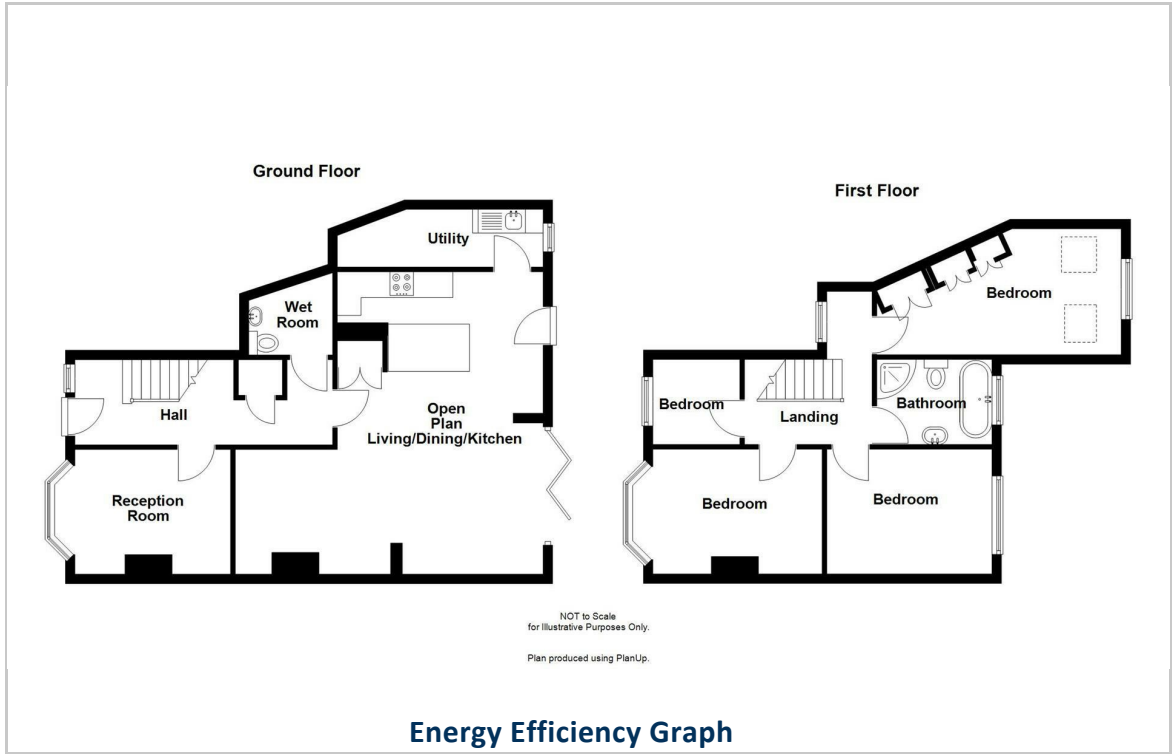 Ground Floor
Utility
Wet
Room
Hall
Open
Plan
Living/Dining/Kitchen
Reception
Room
First Floor
Bedroom
Bedroom
Landing
Bathroom
Bedroom
Bedroom
NOT to Scale
for Illustrative Purposes Only.
Plan produced using PlanUp.
Energy Efficiency Graph